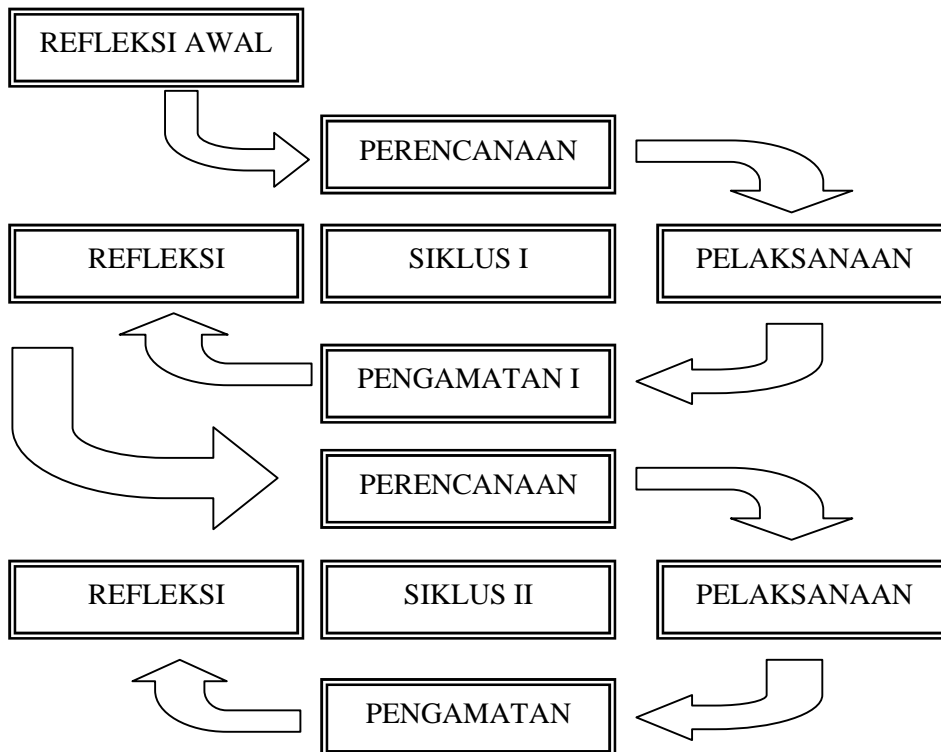 REFLEKSI AWAL
PERENCANAAN
REFLEKSI
SIKLUS I
PELAKSANAAN
PENGAMATAN I
PERENCANAAN
REFLEKSI
SIKLUS II
PELAKSANAAN
PENGAMATAN